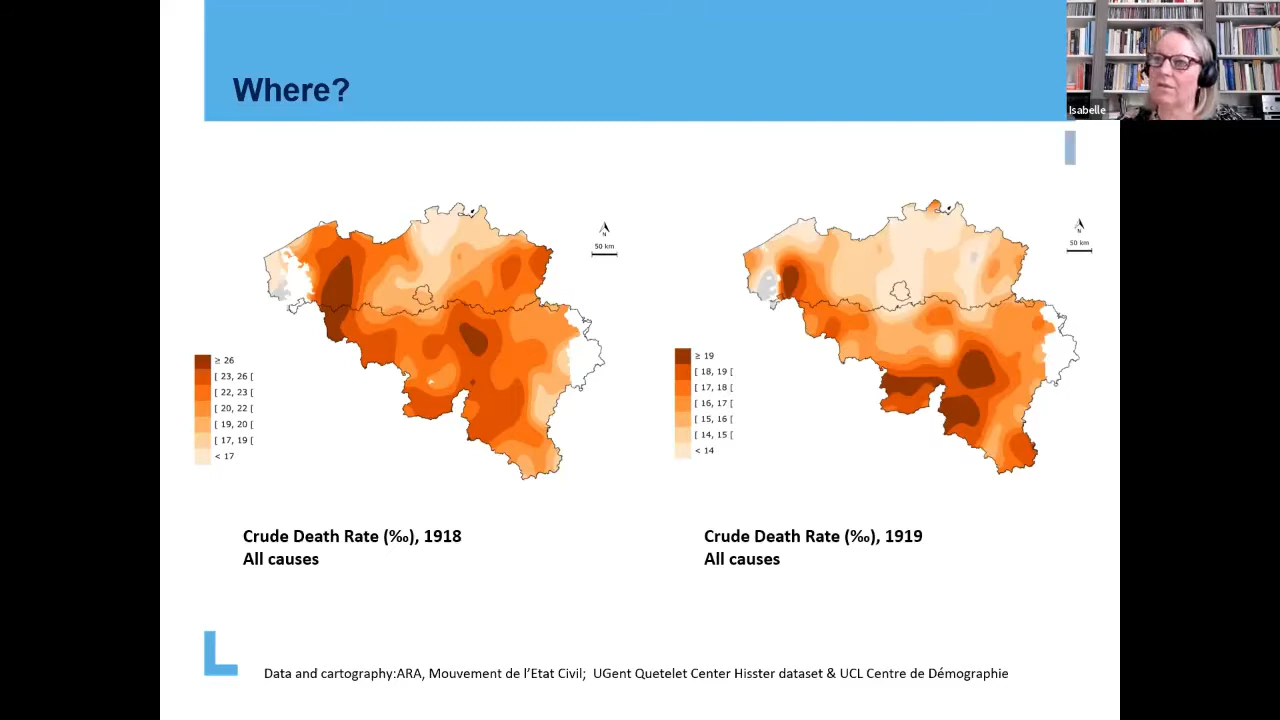 Where?
Isabelle
N
50 km
≥ 26
[ 23, 26 [
[ 22, 23 [
[ 20, 22 [
[ 19, 20 [
[ 17, 19 [
< 17
N
50 km
≥ 19
[ 18, 19 [
[ 17, 18 [
[ 16, 17 [
[ 15, 16 [
[ 14, 15 [
< 14
Crude Death Rate (‰), 1918
All causes
Crude Death Rate (‰), 1919
All causes
Data and cartography:ARA, Mouvement de l’Etat Civil;  UGent Quetelet Center Hisster dataset & UCL Centre de Démographie